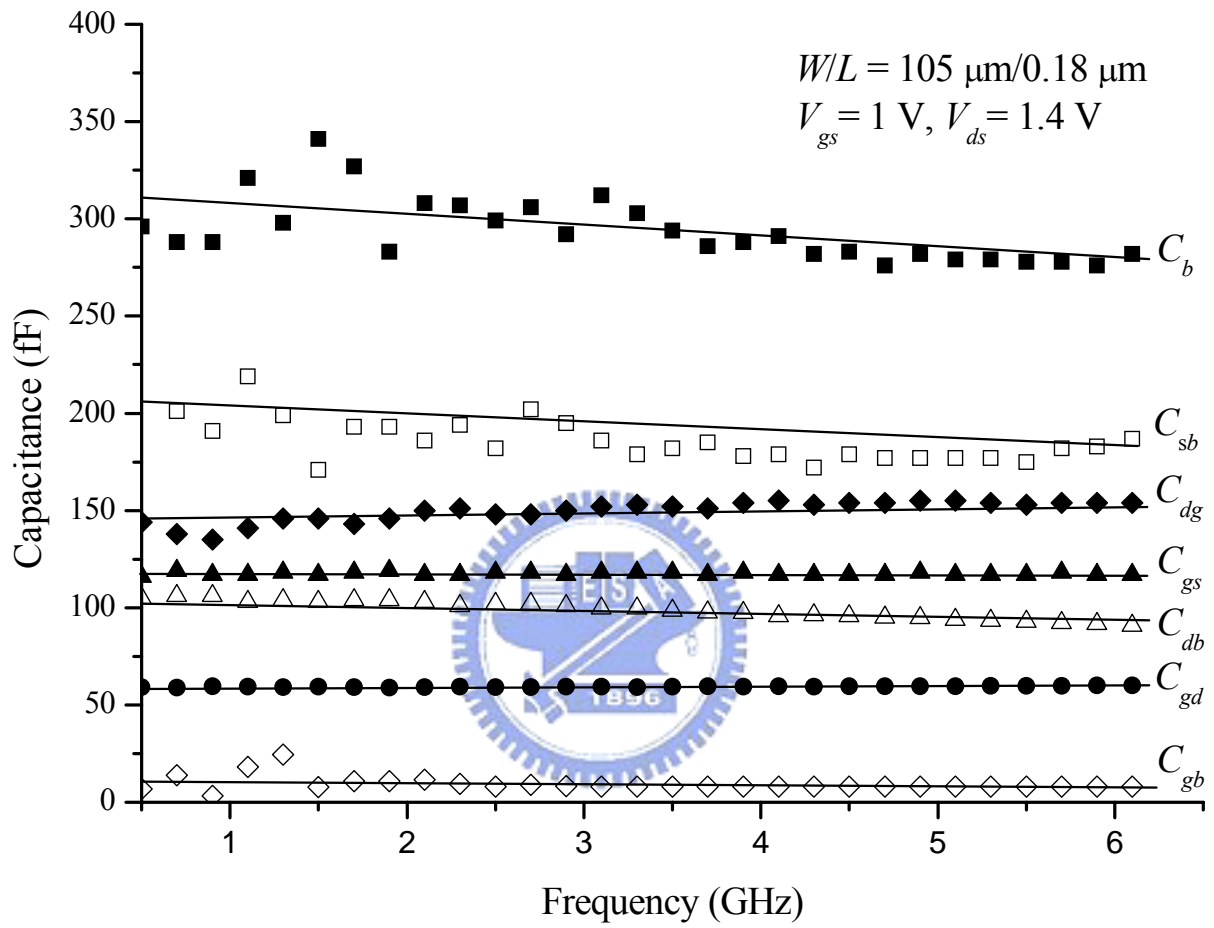 W/L = 105 μm/0.18 μm
V_gs = 1 V, V_ds = 1.4 V
Capacitance (fF)
400
350
300
250
200
150
100
50
0
C_b
C_sb
C_dg
C_gs
C_db
C_gd
C_gb
E S
1896
1 2 3 4 5 6
Frequency (GHz)